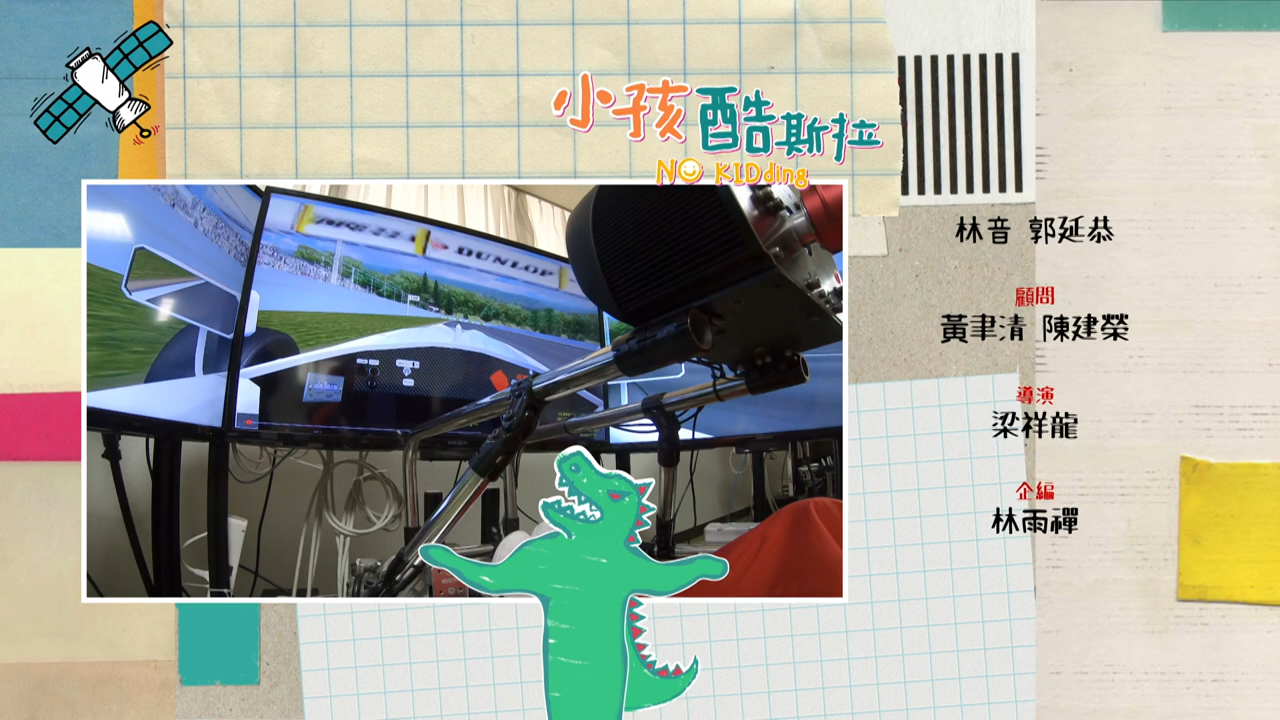 小孩酷斯拉
NO KIDding
DUNLOP
林音 郭延恭
顧問
黃聿清 陳建榮
導演
梁祥龍
企編
林雨禪